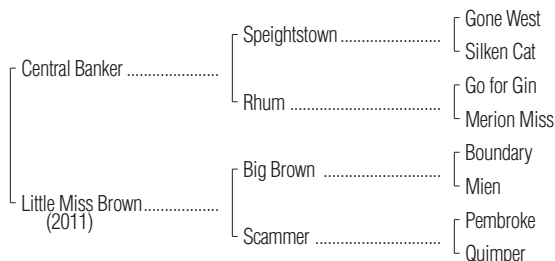 Gone West
Speightstown ....................
Silken Cat
Central Banker ....................
Go for Gin
Rhum ....................
Merion Miss
Boundary
Big Brown ....................
Mien
Little Miss Brown ....................
(2011)
Pembroke
Scammer ....................
Quimper